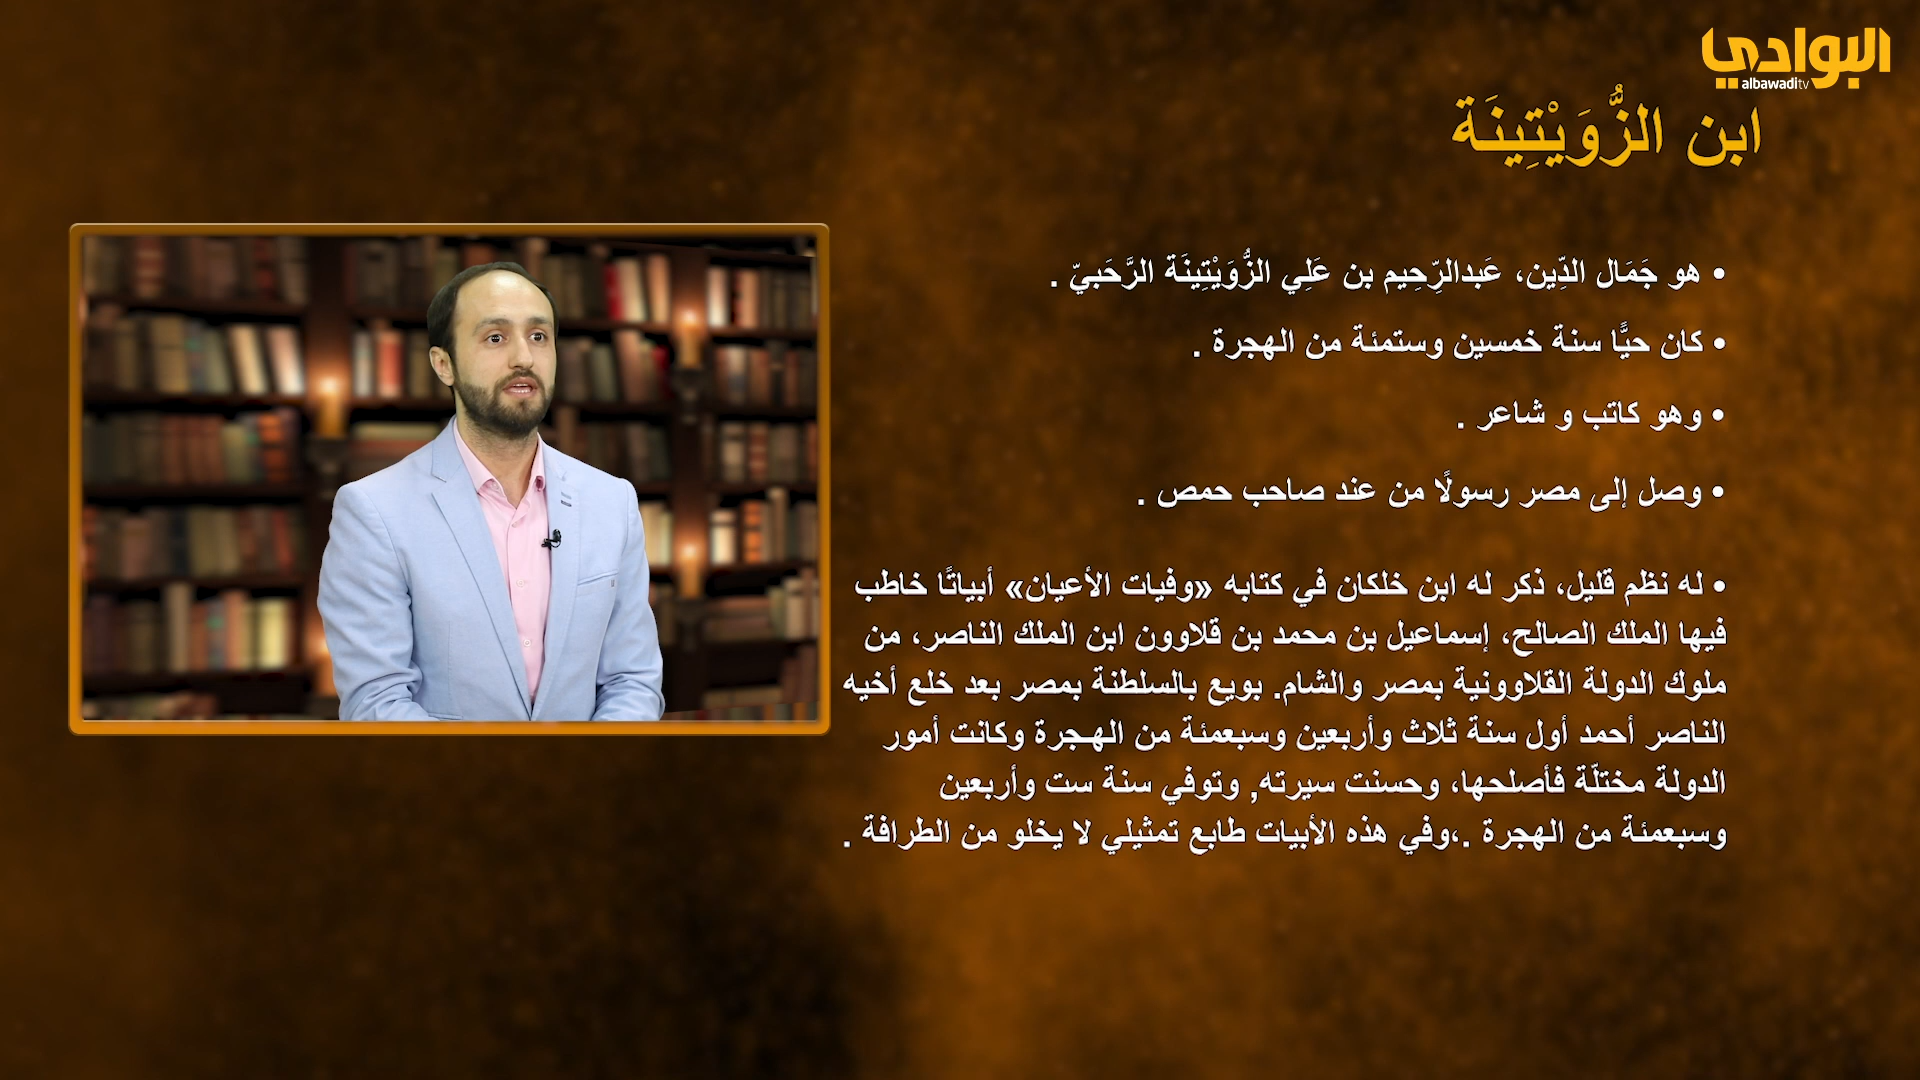 البوادي
albawaditv
ابن الزُّوَيْتِينَة
• هو جَمَال الدِّين، عَبدالرِّحِيم بن عَلِي الزُّوَيْتِينَة الرَّحَبيّ .
• كان حيًّا سنة خمسين وستمئة من الهجرة .
• وهو كاتب و شاعر .
• وصل إلى مصر رسولًا من عند صاحب حمص .
• له نظم قليل، ذكر له ابن خلكان في كتابه «وفيات الأعيان» أبياتًا خاطب
فيها الملك الصالح، إسماعيل بن محمد بن قلاوون ابن الملك الناصر، من
ملوك الدولة القلاوونية بمصر والشام. بويع بالسلطنة بمصر بعد خلع أخيه
الناصر أحمد أول سنة ثلاث وأربعين وسبعمئة من الهجرة وكانت أمور
الدولة مختلّة فأصلحها، وحسنت سيرته, وتوفي سنة ست وأربعين
وسبعمئة من الهجرة .،وفي هذه الأبيات طابع تمثيلي لا يخلو من الطرافة .